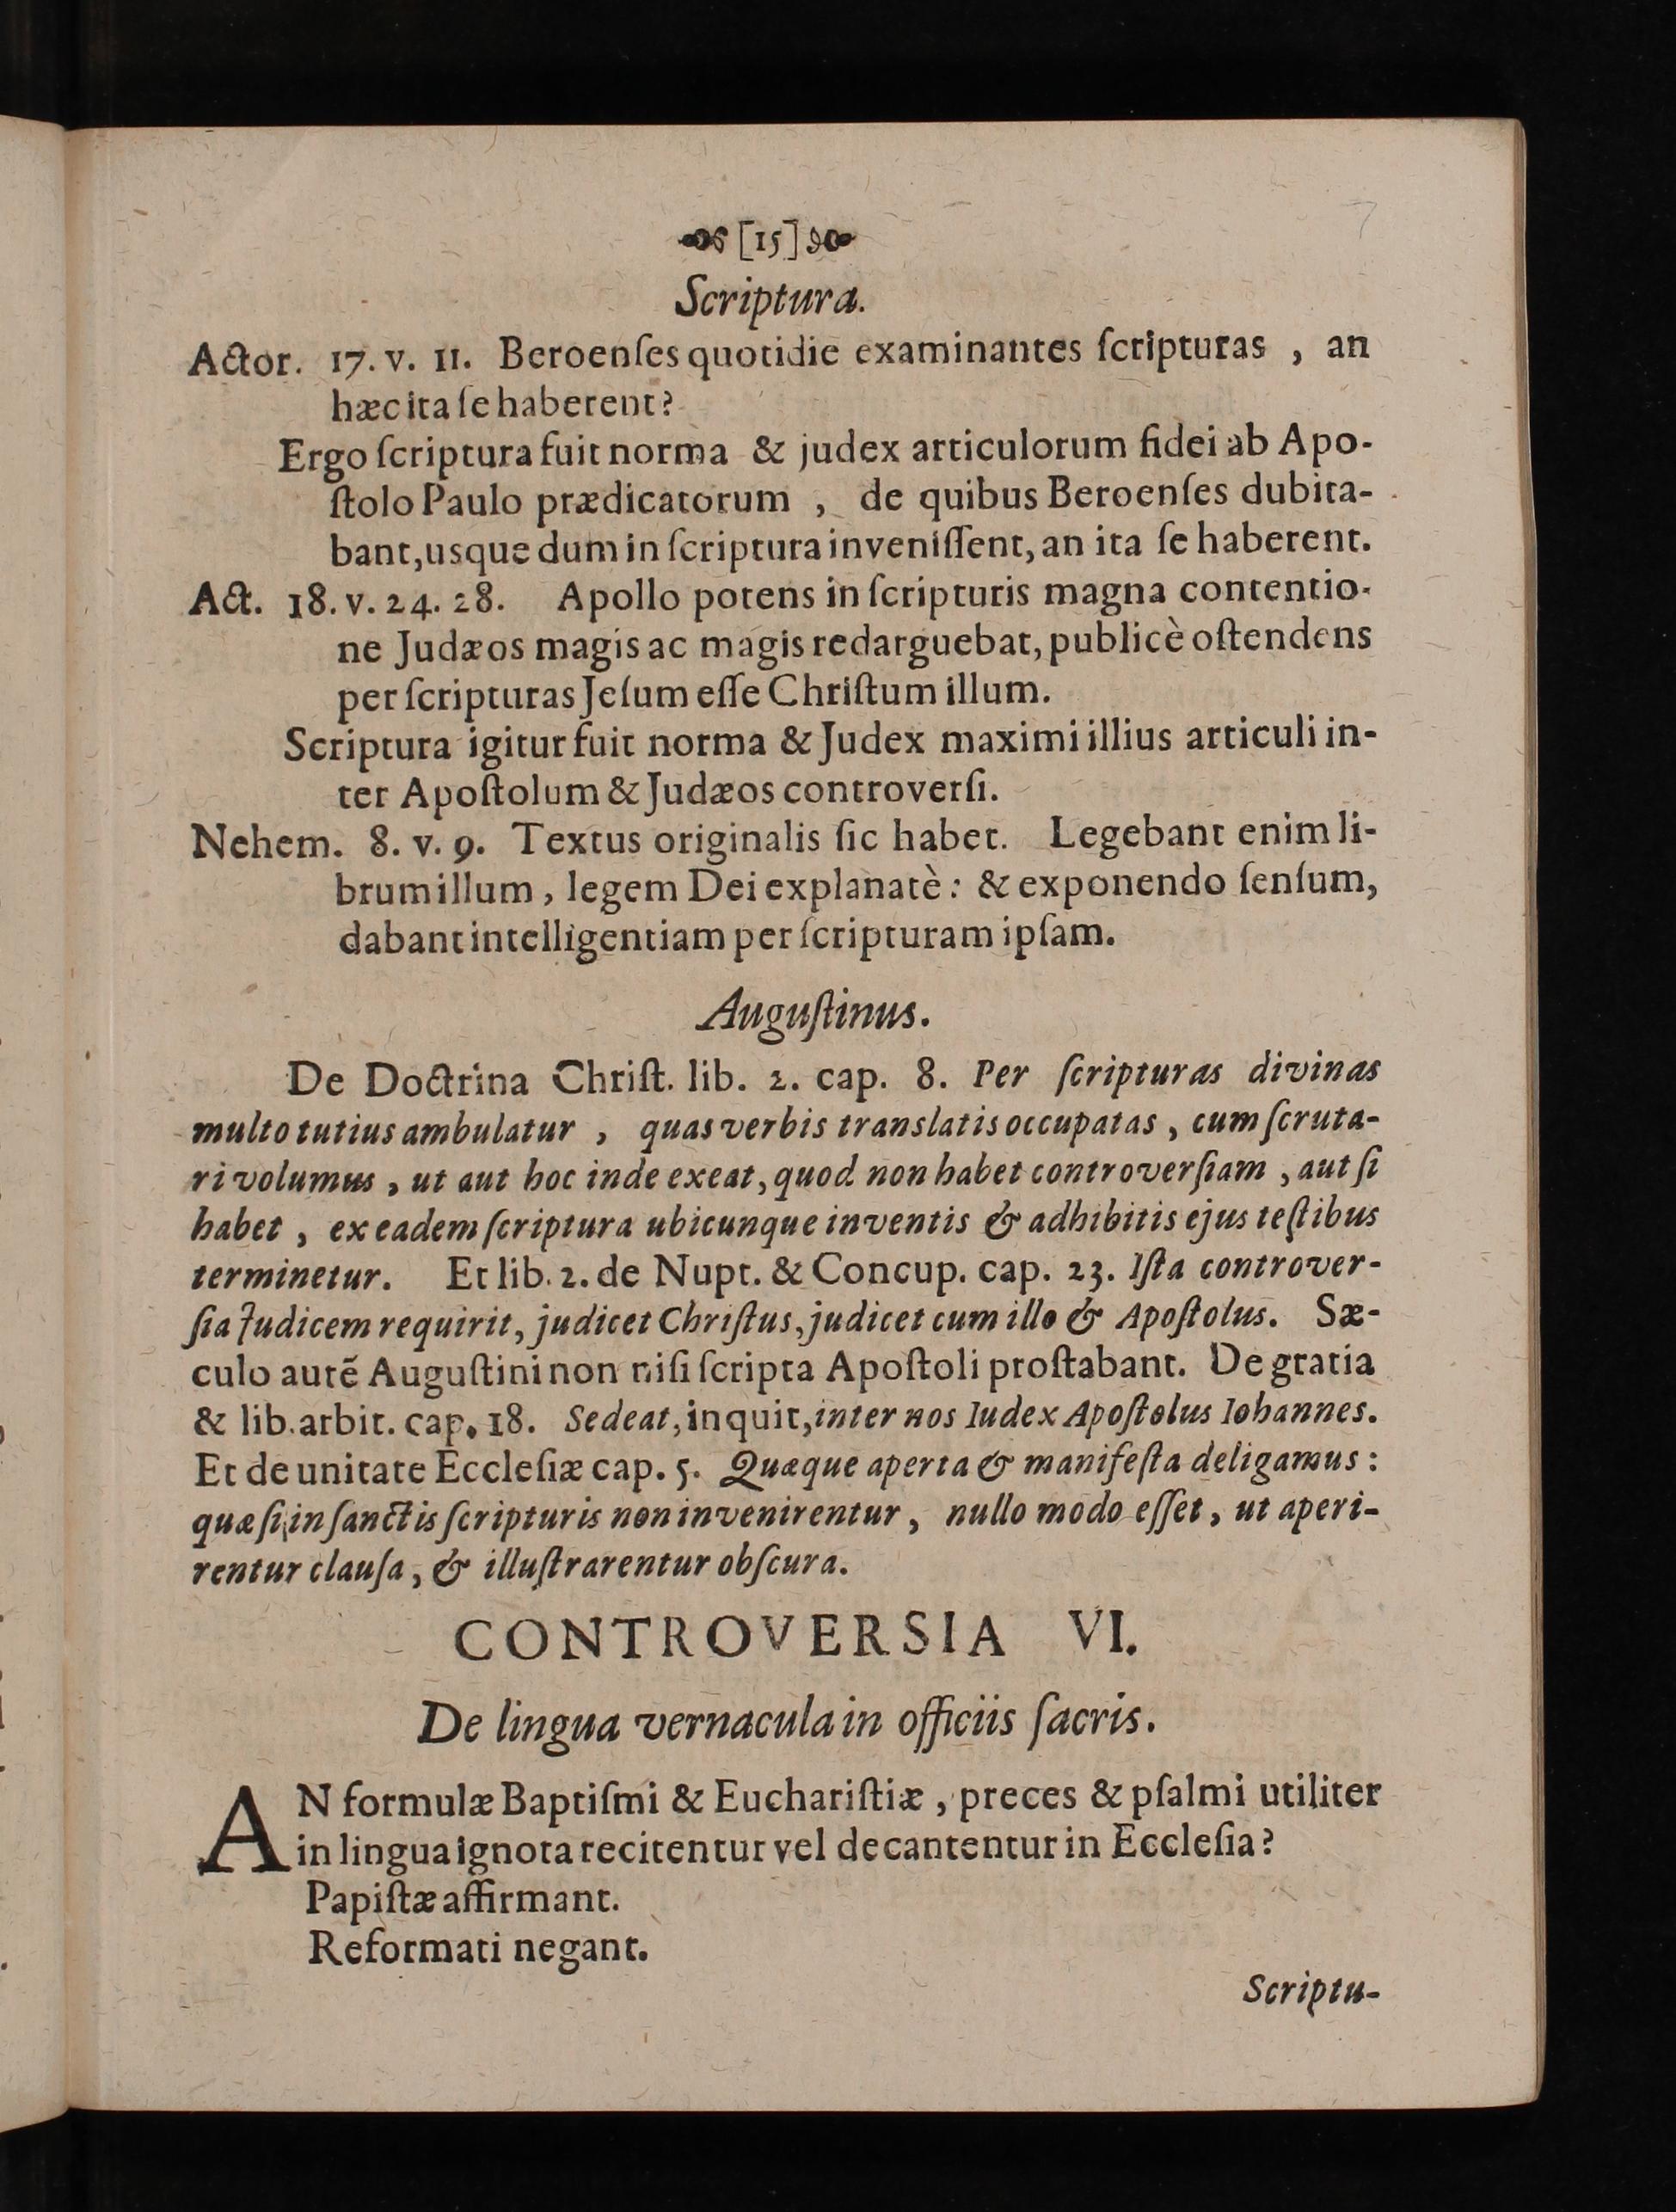 [15]
Scriptura.
Actor. 17. v. 11. Beroenſes quotidie examinantes ſcripturas , an
hæc ita ſe haberent?
Ergo ſcriptura fuit norma & judex articulorum fidei ab Apo-
ſtolo Paulo prædicatorum , de quibus Beroenſes dubita-
bant, usque dum in ſcriptura inveniſſent, an ita ſe haberent.
Act. 18. v. 24. 28. Apollo potens in ſcripturis magna contentio-
ne Judæos magis ac magis redarguebat, publicè oſtendens
per ſcripturas Jeſum eſſe Chriſtum illum.
Scriptura igitur fuit norma & Judex maximi illius articuli in-
ter Apoſtolum & Judæos controverſi.
Nehem. 8. v. 9. Textus originalis ſic habet. Legebant enim li-
brum illum , legem Dei explanatè : & exponendo ſenſum,
dabant intelligentiam per ſcripturam ipſam.
Auguſtinus.
De Doctrina Chriſt. lib. 2. cap. 8. Per ſcripturas divinas
multo tutius ambulatur , quas verbis translatis occupatas , cum ſcruta-
ri volumus , ut aut hoc inde exeat, quod non habet controverſiam , aut ſi
habet , ex eadem ſcriptura ubicunque inventis & adhibitis ejus teſtibus
terminetur. Et lib. 2. de Nupt. & Concup. cap. 23. Iſta controver-
ſia Judicem requirit, judicet Chriſtus, judicet cum illo & Apoſtolus. Sæ-
culo autē Auguſtini non niſi ſcripta Apoſtoli proſtabant. De gratia
& lib. arbit. cap. 18. Sedeat, inquit, inter nos Iudex Apoſtolus Iohannes.
Et de unitate Eccleſiæ cap. 5. Quæque aperta & manifeſta deligamus :
quæ ſi in ſanctis ſcripturis non invenirentur , nullo modo eſſet , ut aperi-
rentur clauſa , & illuſtrarentur obſcura.
CONTROVERSIA VI.
De lingua vernacula in officiis ſacris.
AN formulæ Baptiſmi & Euchariſtiæ , preces & pſalmi utiliter
in lingua ignota recitentur vel decantentur in Eccleſia?
Papiſtæ affirmant.
Reformati negant.
Scriptu-
7